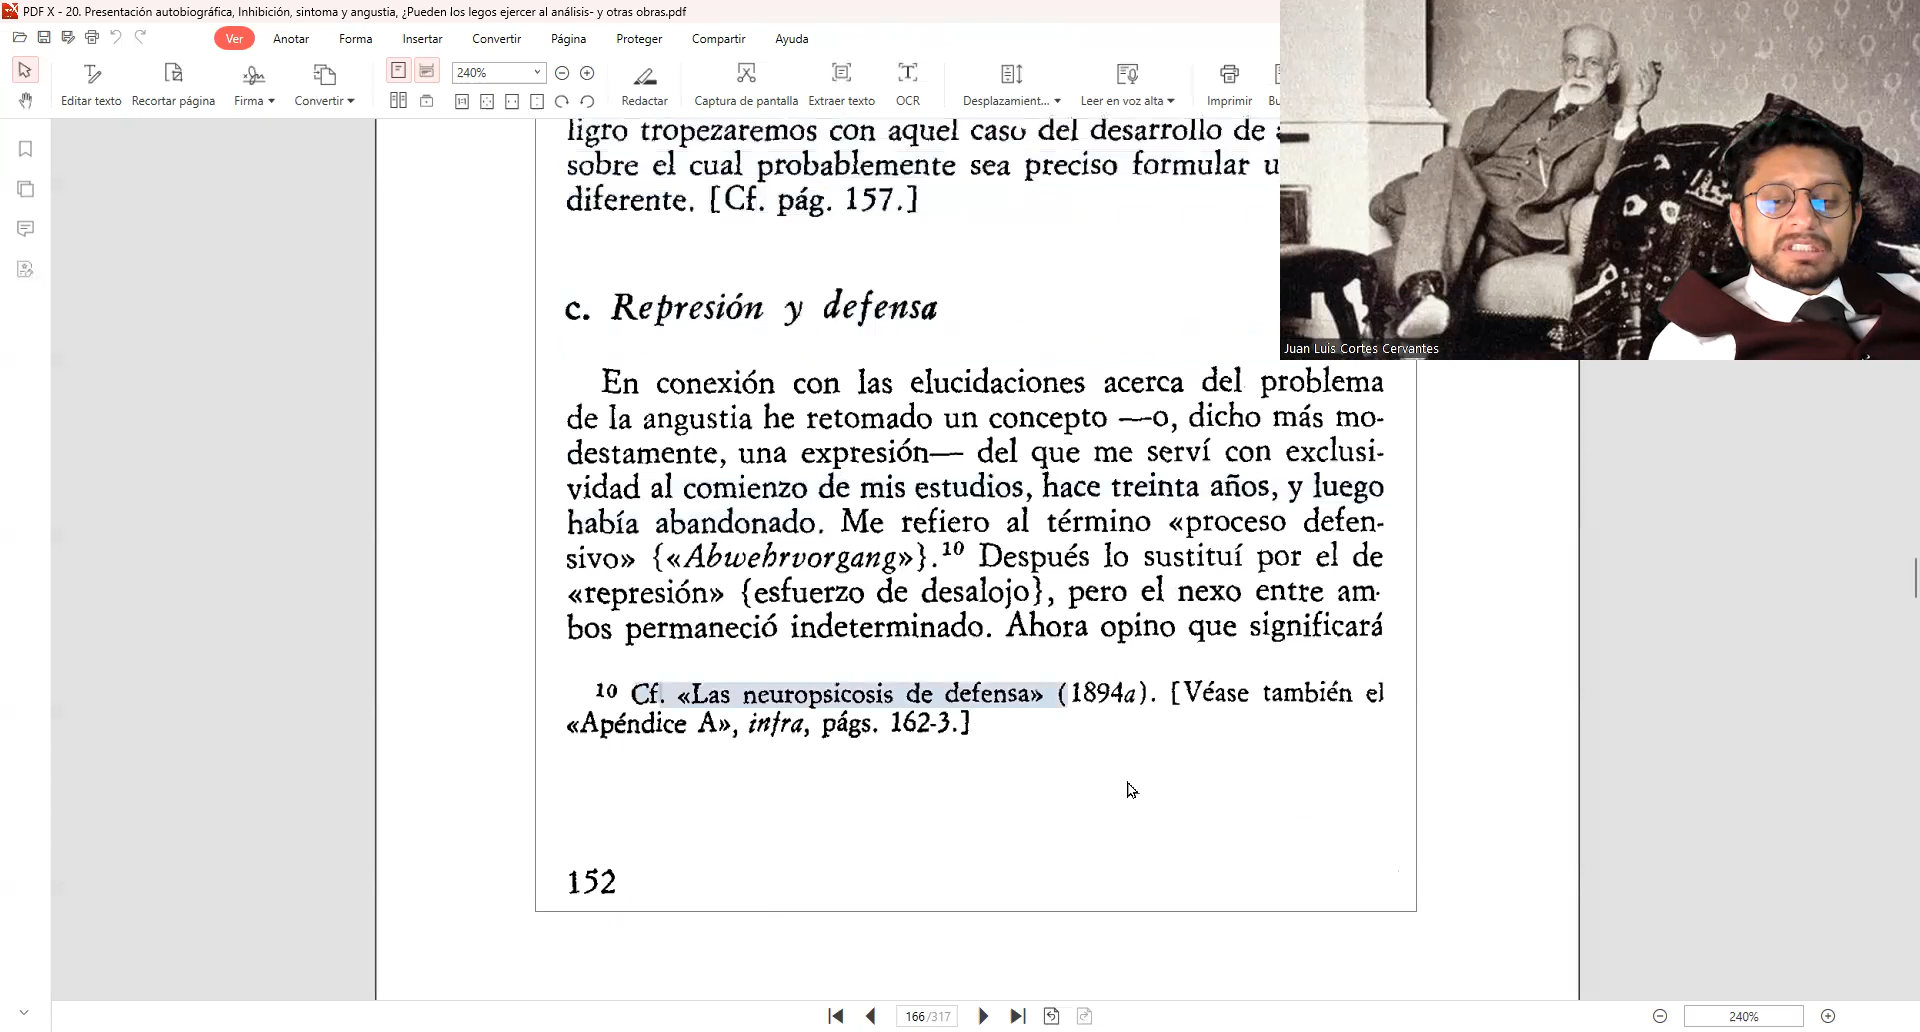 PDF X - 20. Presentación autobiográfica, Inhibición, sintoma y angustia, ¿Pueden los legos ejercer al análisis- y otras obras.pdf
Ver Anotar Forma Insertar Convertir Página Proteger Compartir Ayuda
240%
Editar texto Recortar página Firma Convertir Redactar Captura de pantalla Extraer texto OCR Desplazamient... Leer en voz alta Imprimir Bu
ligro tropezaremos con aquel caso del desarrollo de
sobre el cual probablemente sea preciso formular u
diferente. [Cf. pág. 157.]
Juan Luis Cortes Cervantes
c. Represión y defensa
En conexión con las elucidaciones acerca del problema
de la angustia he retomado un concepto —o, dicho más mo-
destamente, una expresión— del que me serví con exclusi-
vidad al comienzo de mis estudios, hace treinta años, y luego
había abandonado. Me refiero al término «proceso defen-
sivo» {«Abwehrvorgang»}.10 Después lo sustituí por el de
«represión» {esfuerzo de desalojo}, pero el nexo entre am-
bos permaneció indeterminado. Ahora opino que significará
10 Cf. «Las neuropsicosis de defensa» (1894a). [Véase también el
«Apéndice A», infra, págs. 162-3.]
152
166/317
240%